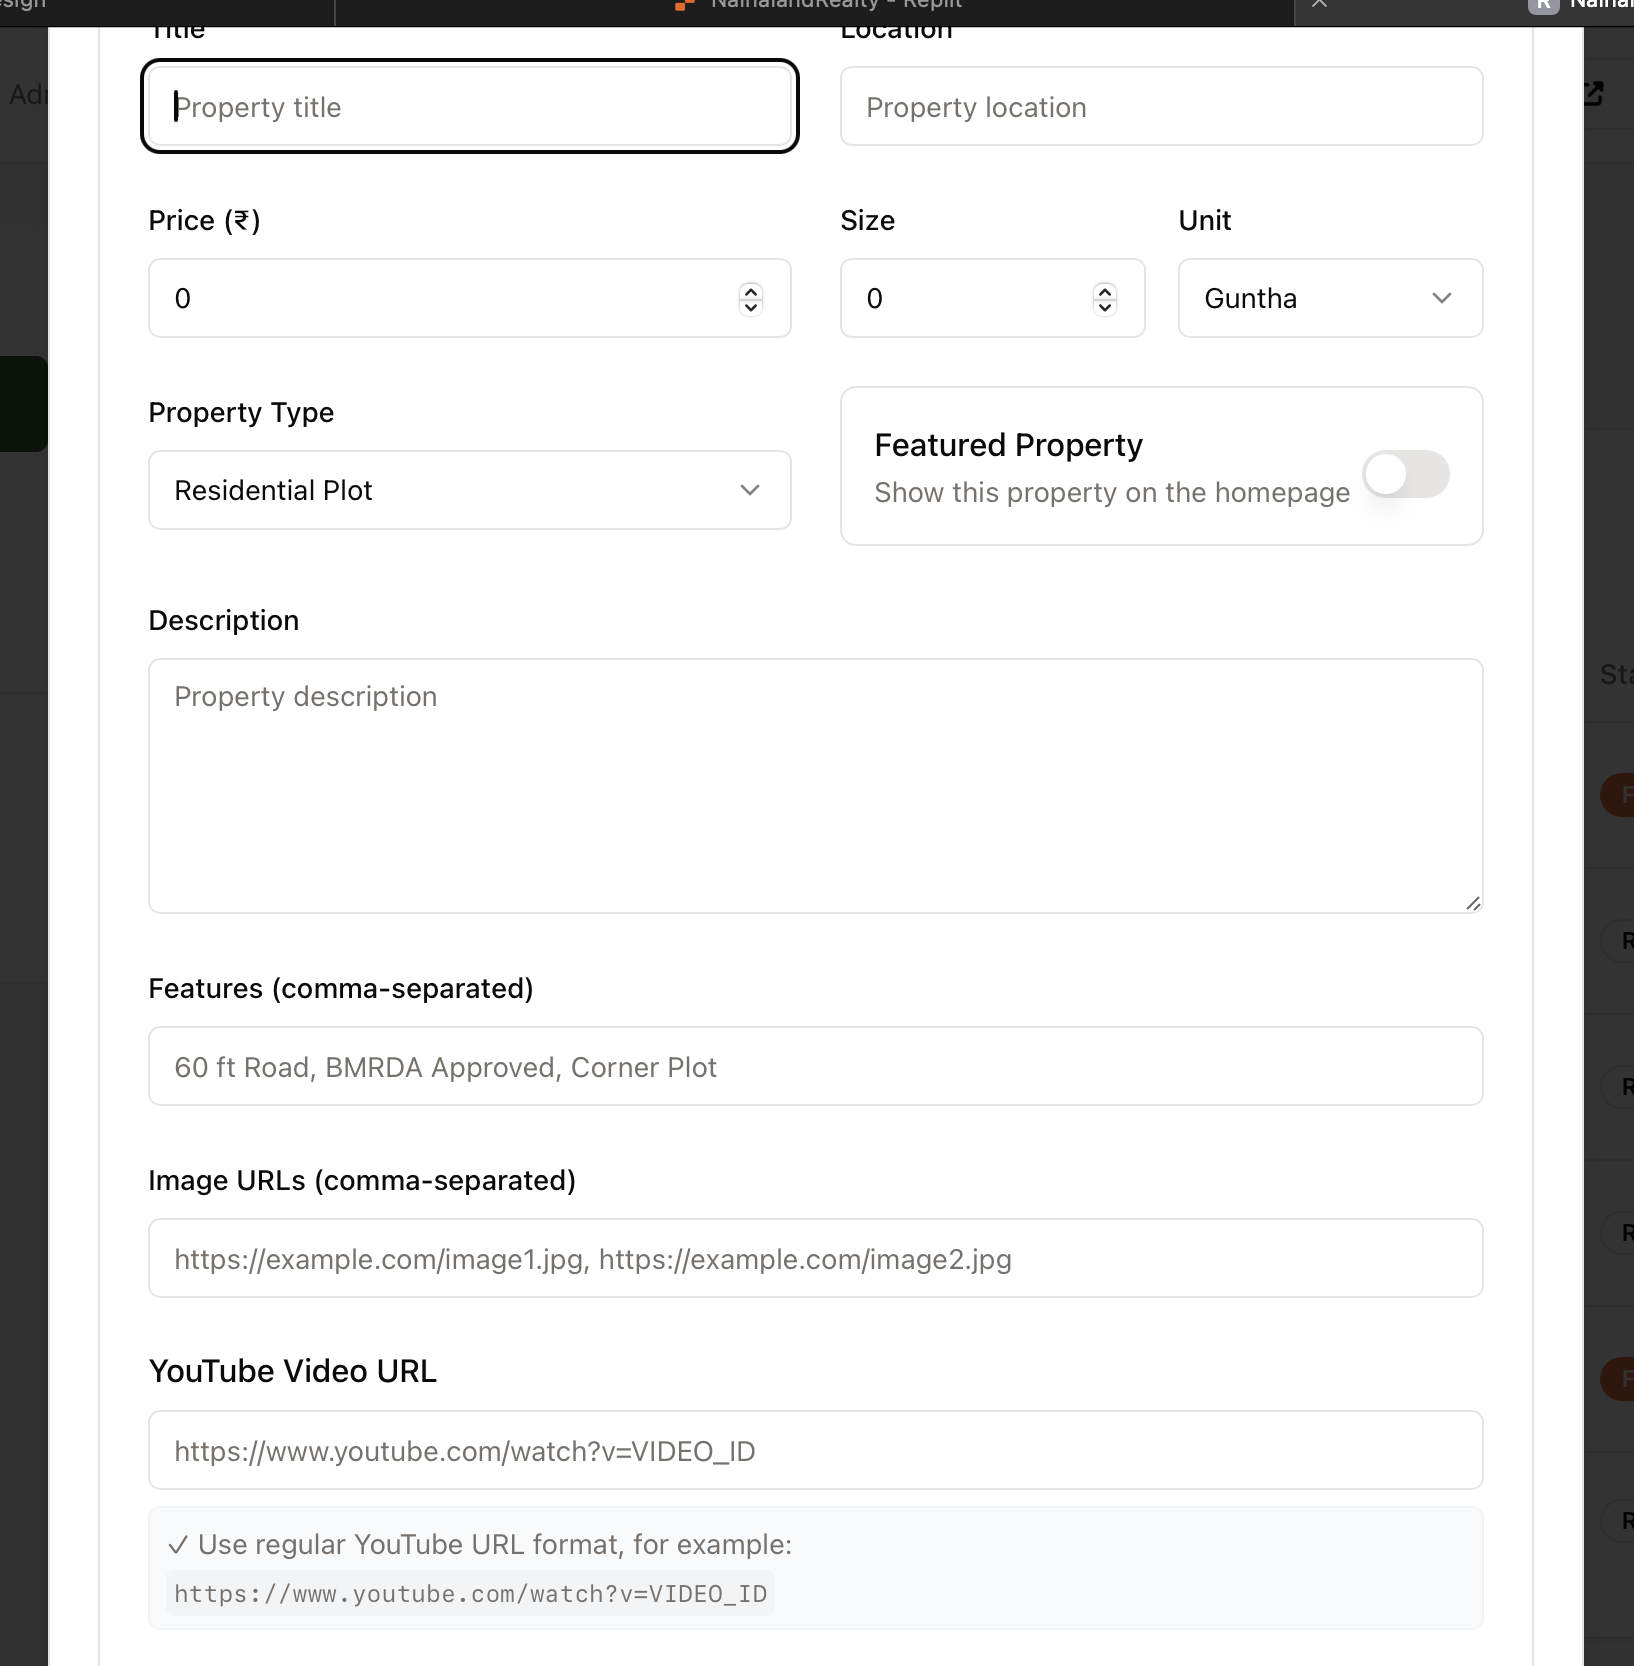 NainalandRealty - Replit
R Nainal
Title
Location
Property title
Property location
Price (₹)
Size
Unit
0
0
Guntha
Property Type
Featured Property
Residential Plot
Show this property on the homepage
Description
Property description
Features (comma-separated)
60 ft Road, BMRDA Approved, Corner Plot
Image URLs (comma-separated)
https://example.com/image1.jpg, https://example.com/image2.jpg
YouTube Video URL
https://www.youtube.com/watch?v=VIDEO_ID
✓ Use regular YouTube URL format, for example:
https://www.youtube.com/watch?v=VIDEO_ID